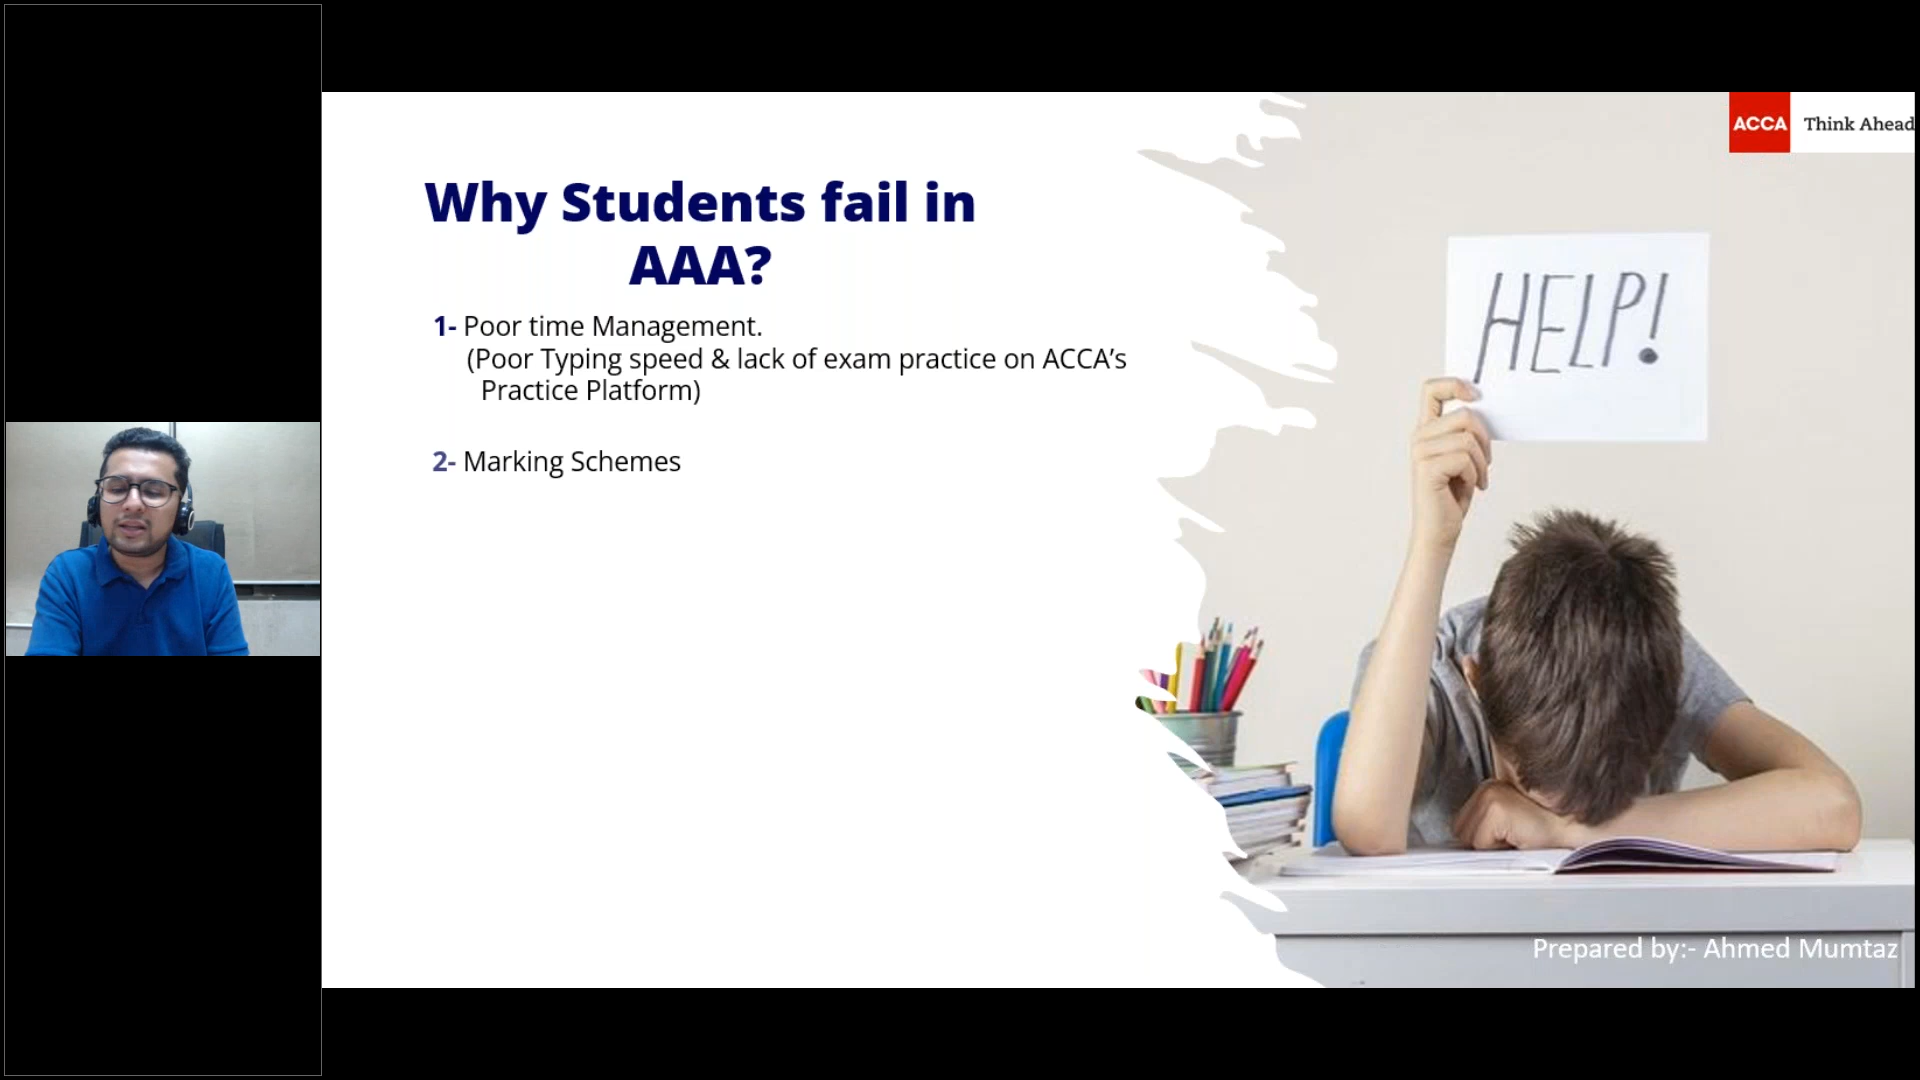 ACCA Think Ahead
Why Students fail in
AAA?
1- Poor time Management.
(Poor Typing speed & lack of exam practice on ACCA’s
Practice Platform)
2- Marking Schemes
HELP!
Prepared by:- Ahmed Mumtaz